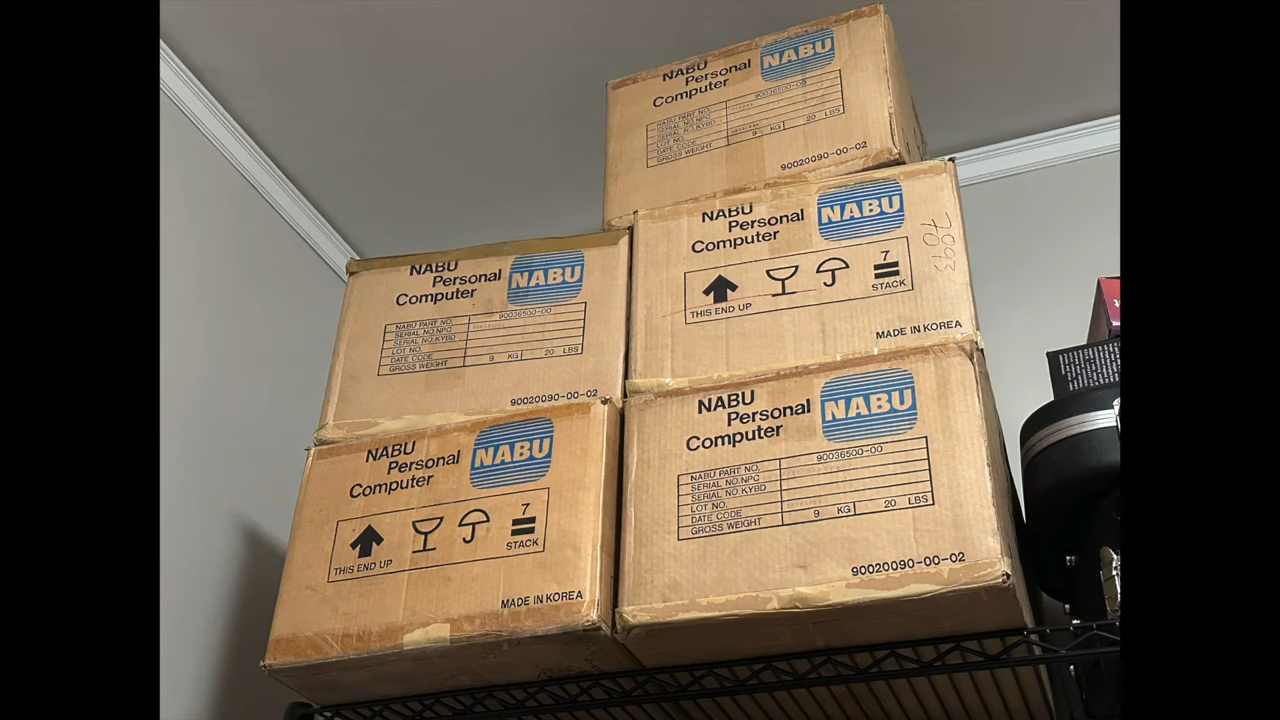 NABU
Personal
Computer
NABU
NABU PART NO. 90036500-00
SERIAL NO.NPC
SERIAL NO.KYBD
LOT NO.
DATE CODE
GROSS WEIGHT 9 KG 20 LBS
90020090-00-02
NABU
Personal
Computer
NABU
7
STACK
THIS END UP
MADE IN KOREA
7093
70
NABU
Personal
Computer
NABU
NABU PART NO. 90036500-00
SERIAL NO.NPC
SERIAL NO.KYBD
LOT NO.
DATE CODE
GROSS WEIGHT 9 KG 20 LBS
90020090-00-02
NABU
Personal
Computer
NABU
7
STACK
THIS END UP
MADE IN KOREA
NABU
Personal
Computer
NABU
NABU PART NO. 90036500-00
SERIAL NO.NPC
SERIAL NO.KYBD
LOT NO.
DATE CODE
GROSS WEIGHT 9 KG 20 LBS
90020090-00-02